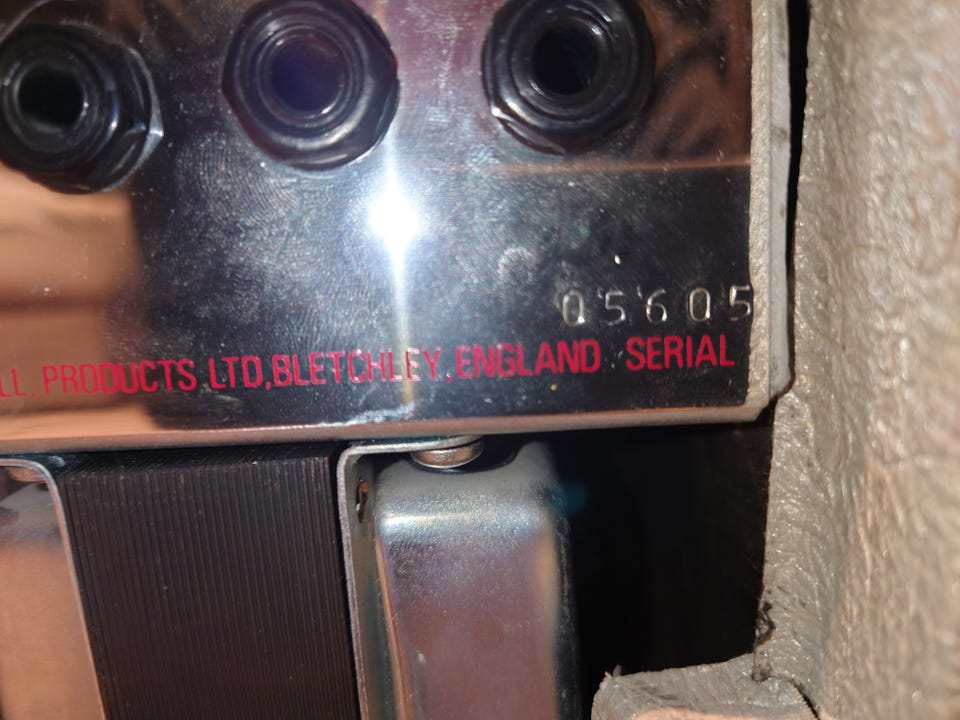 05605
LL. PRODUCTS LTD,BLETCHLEY,ENGLAND SERIAL